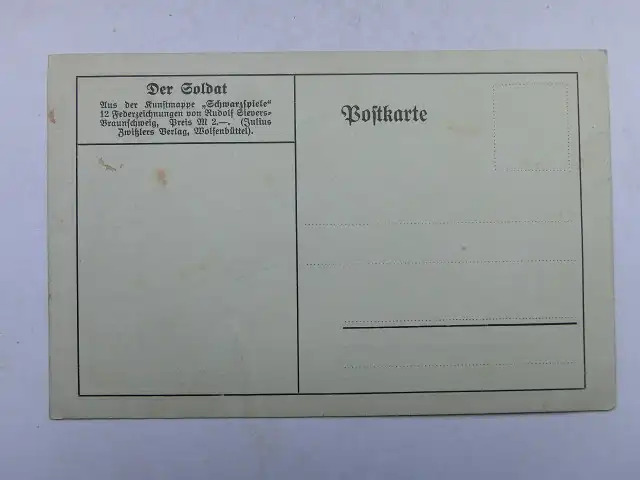 Der Soldat
Aus der Kunstmappe „Schwarzspiele“
12 Federzeichnungen von Rudolf Sievers-
Braunschweig, Preis M 2.—. (Julius
Zwißlers Verlag, Wolfenbüttel).
Postkarte